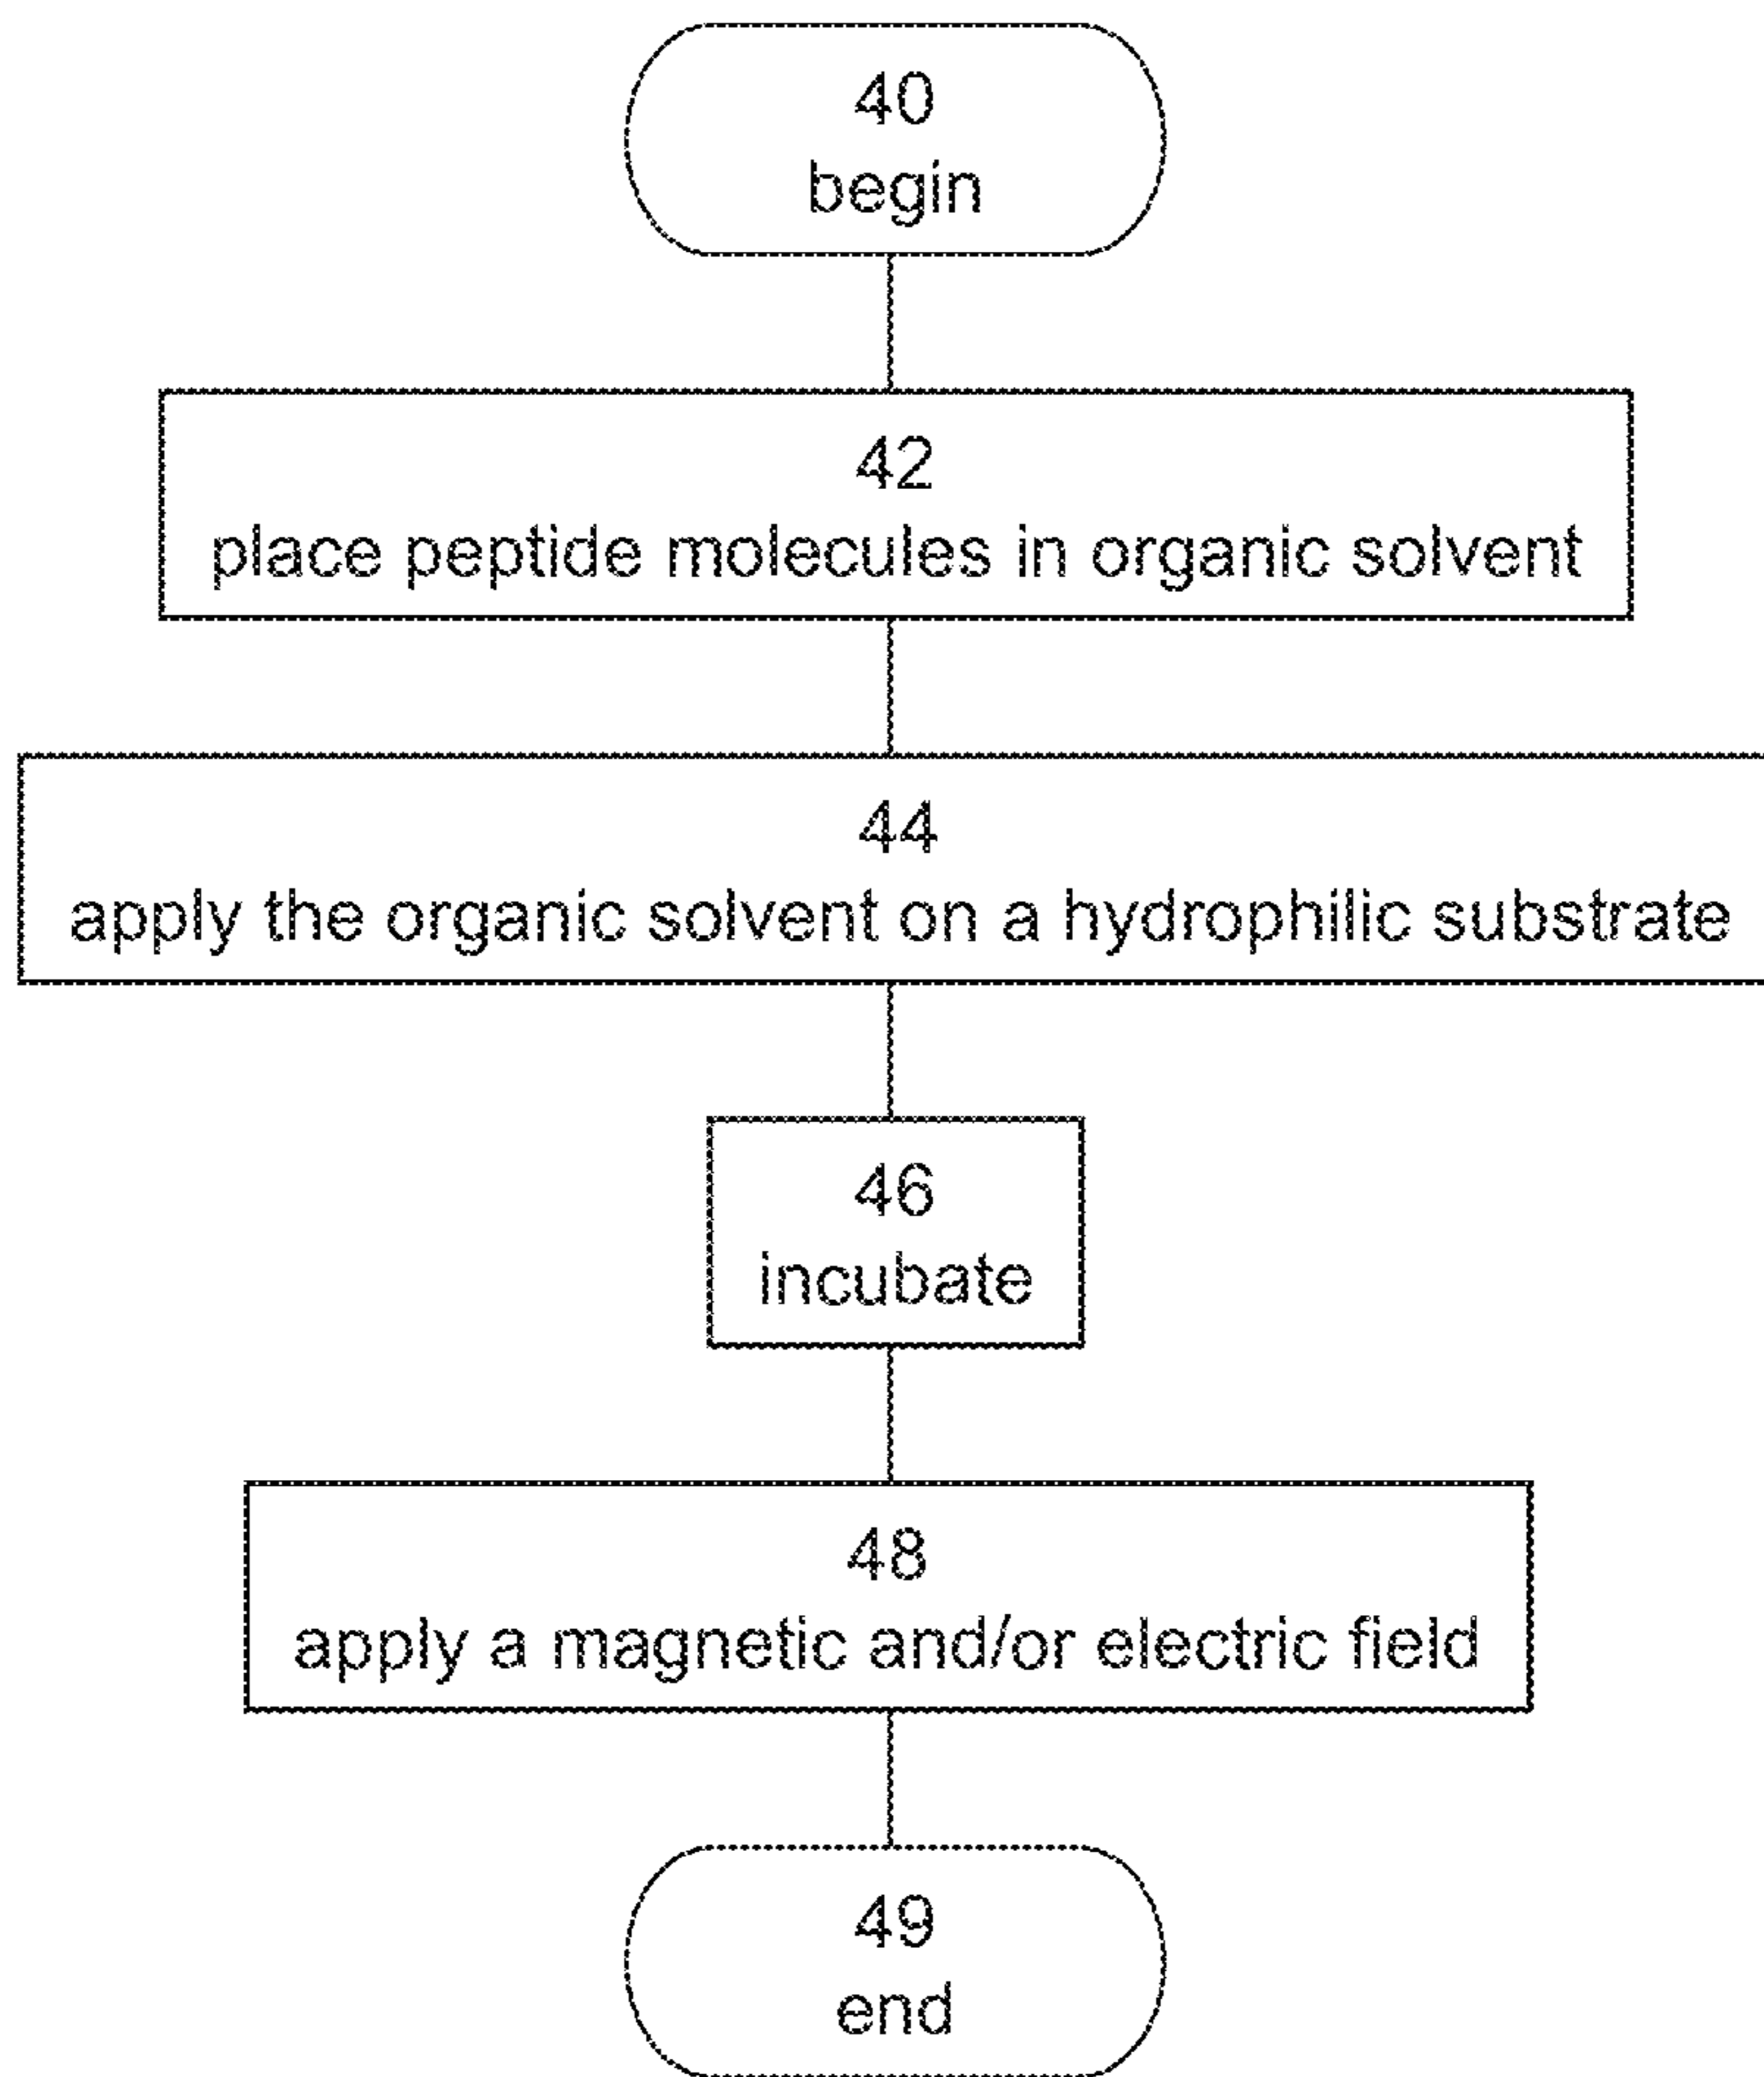 40
begin
42
place peptide molecules in organic solvent
44
apply the organic solvent on a hydrophilic substrate
46
incubate
48
apply a magnetic and/or electric field
49
end